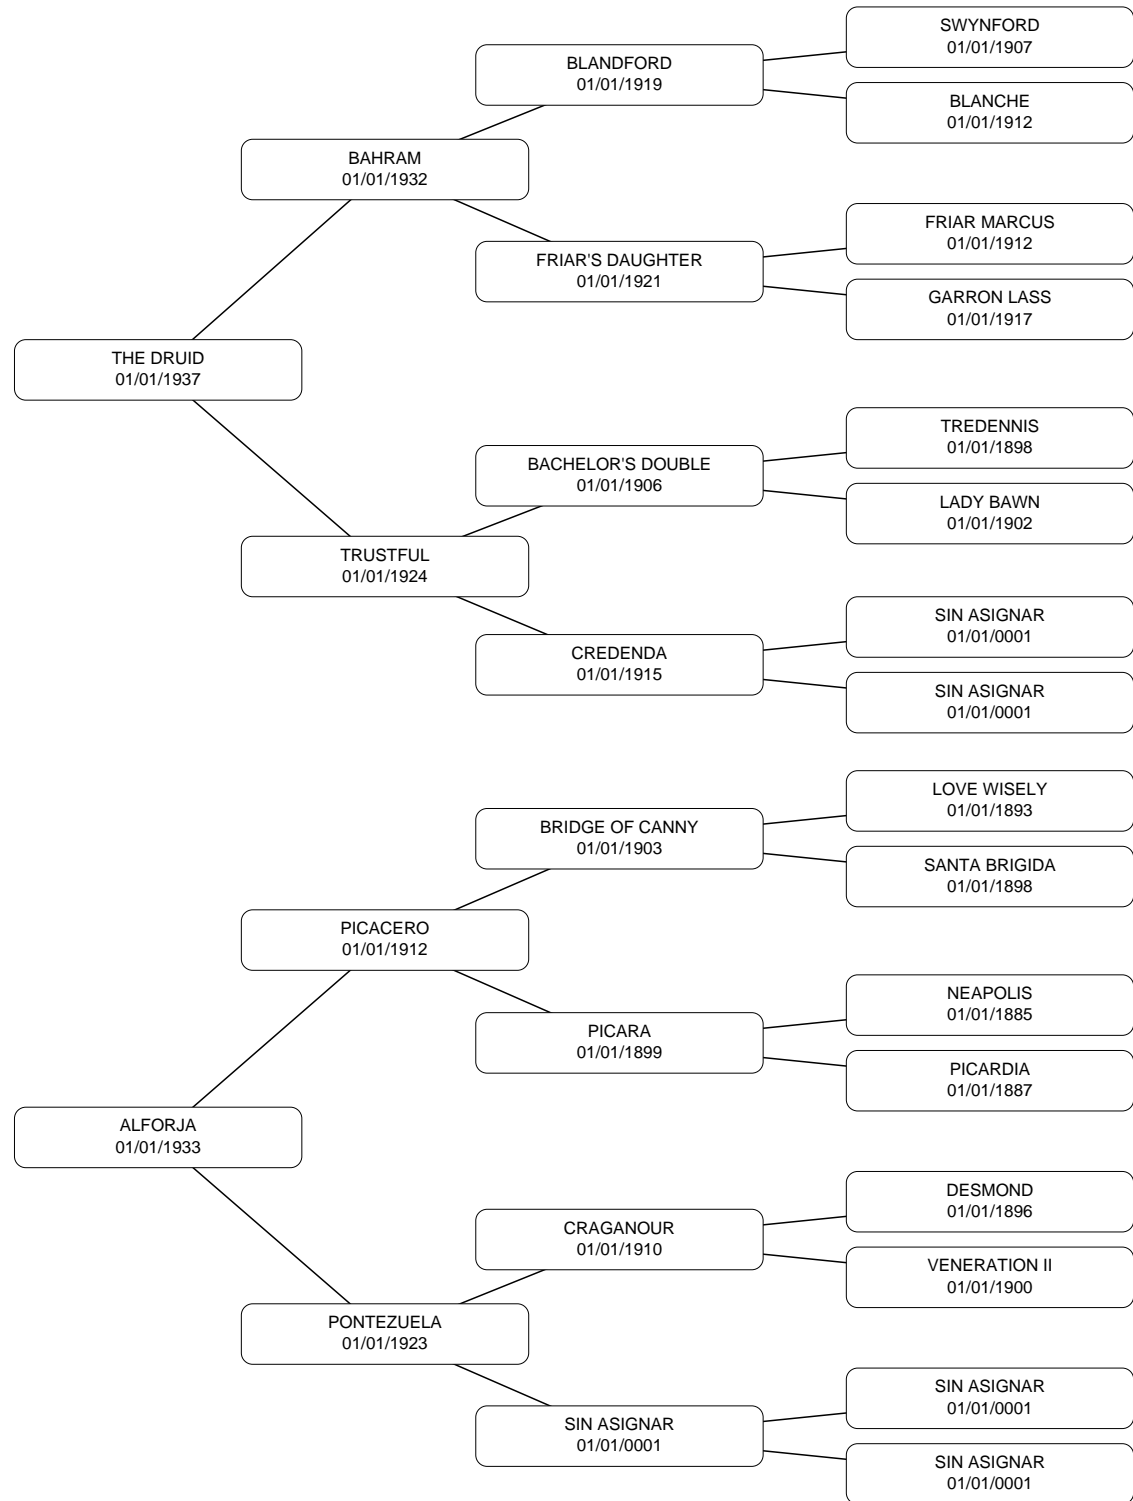 SWYNFORD
01/01/1907
BLANDFORD
01/01/1919
BLANCHE
01/01/1912
BAHRAM
01/01/1932
FRIAR MARCUS
01/01/1912
FRIAR'S DAUGHTER
01/01/1921
GARRON LASS
01/01/1917
THE DRUID
01/01/1937
TREDENNIS
01/01/1898
BACHELOR'S DOUBLE
01/01/1906
LADY BAWN
01/01/1902
TRUSTFUL
01/01/1924
SIN ASIGNAR
01/01/0001
CREDENDA
01/01/1915
SIN ASIGNAR
01/01/0001
LOVE WISELY
01/01/1893
BRIDGE OF CANNY
01/01/1903
SANTA BRIGIDA
01/01/1898
PICACERO
01/01/1912
NEAPOLIS
01/01/1885
PICARA
01/01/1899
PICARDIA
01/01/1887
ALFORJA
01/01/1933
DESMOND
01/01/1896
CRAGANOUR
01/01/1910
VENERATION II
01/01/1900
PONTEZUELA
01/01/1923
SIN ASIGNAR
01/01/0001
SIN ASIGNAR
01/01/0001
SIN ASIGNAR
01/01/0001